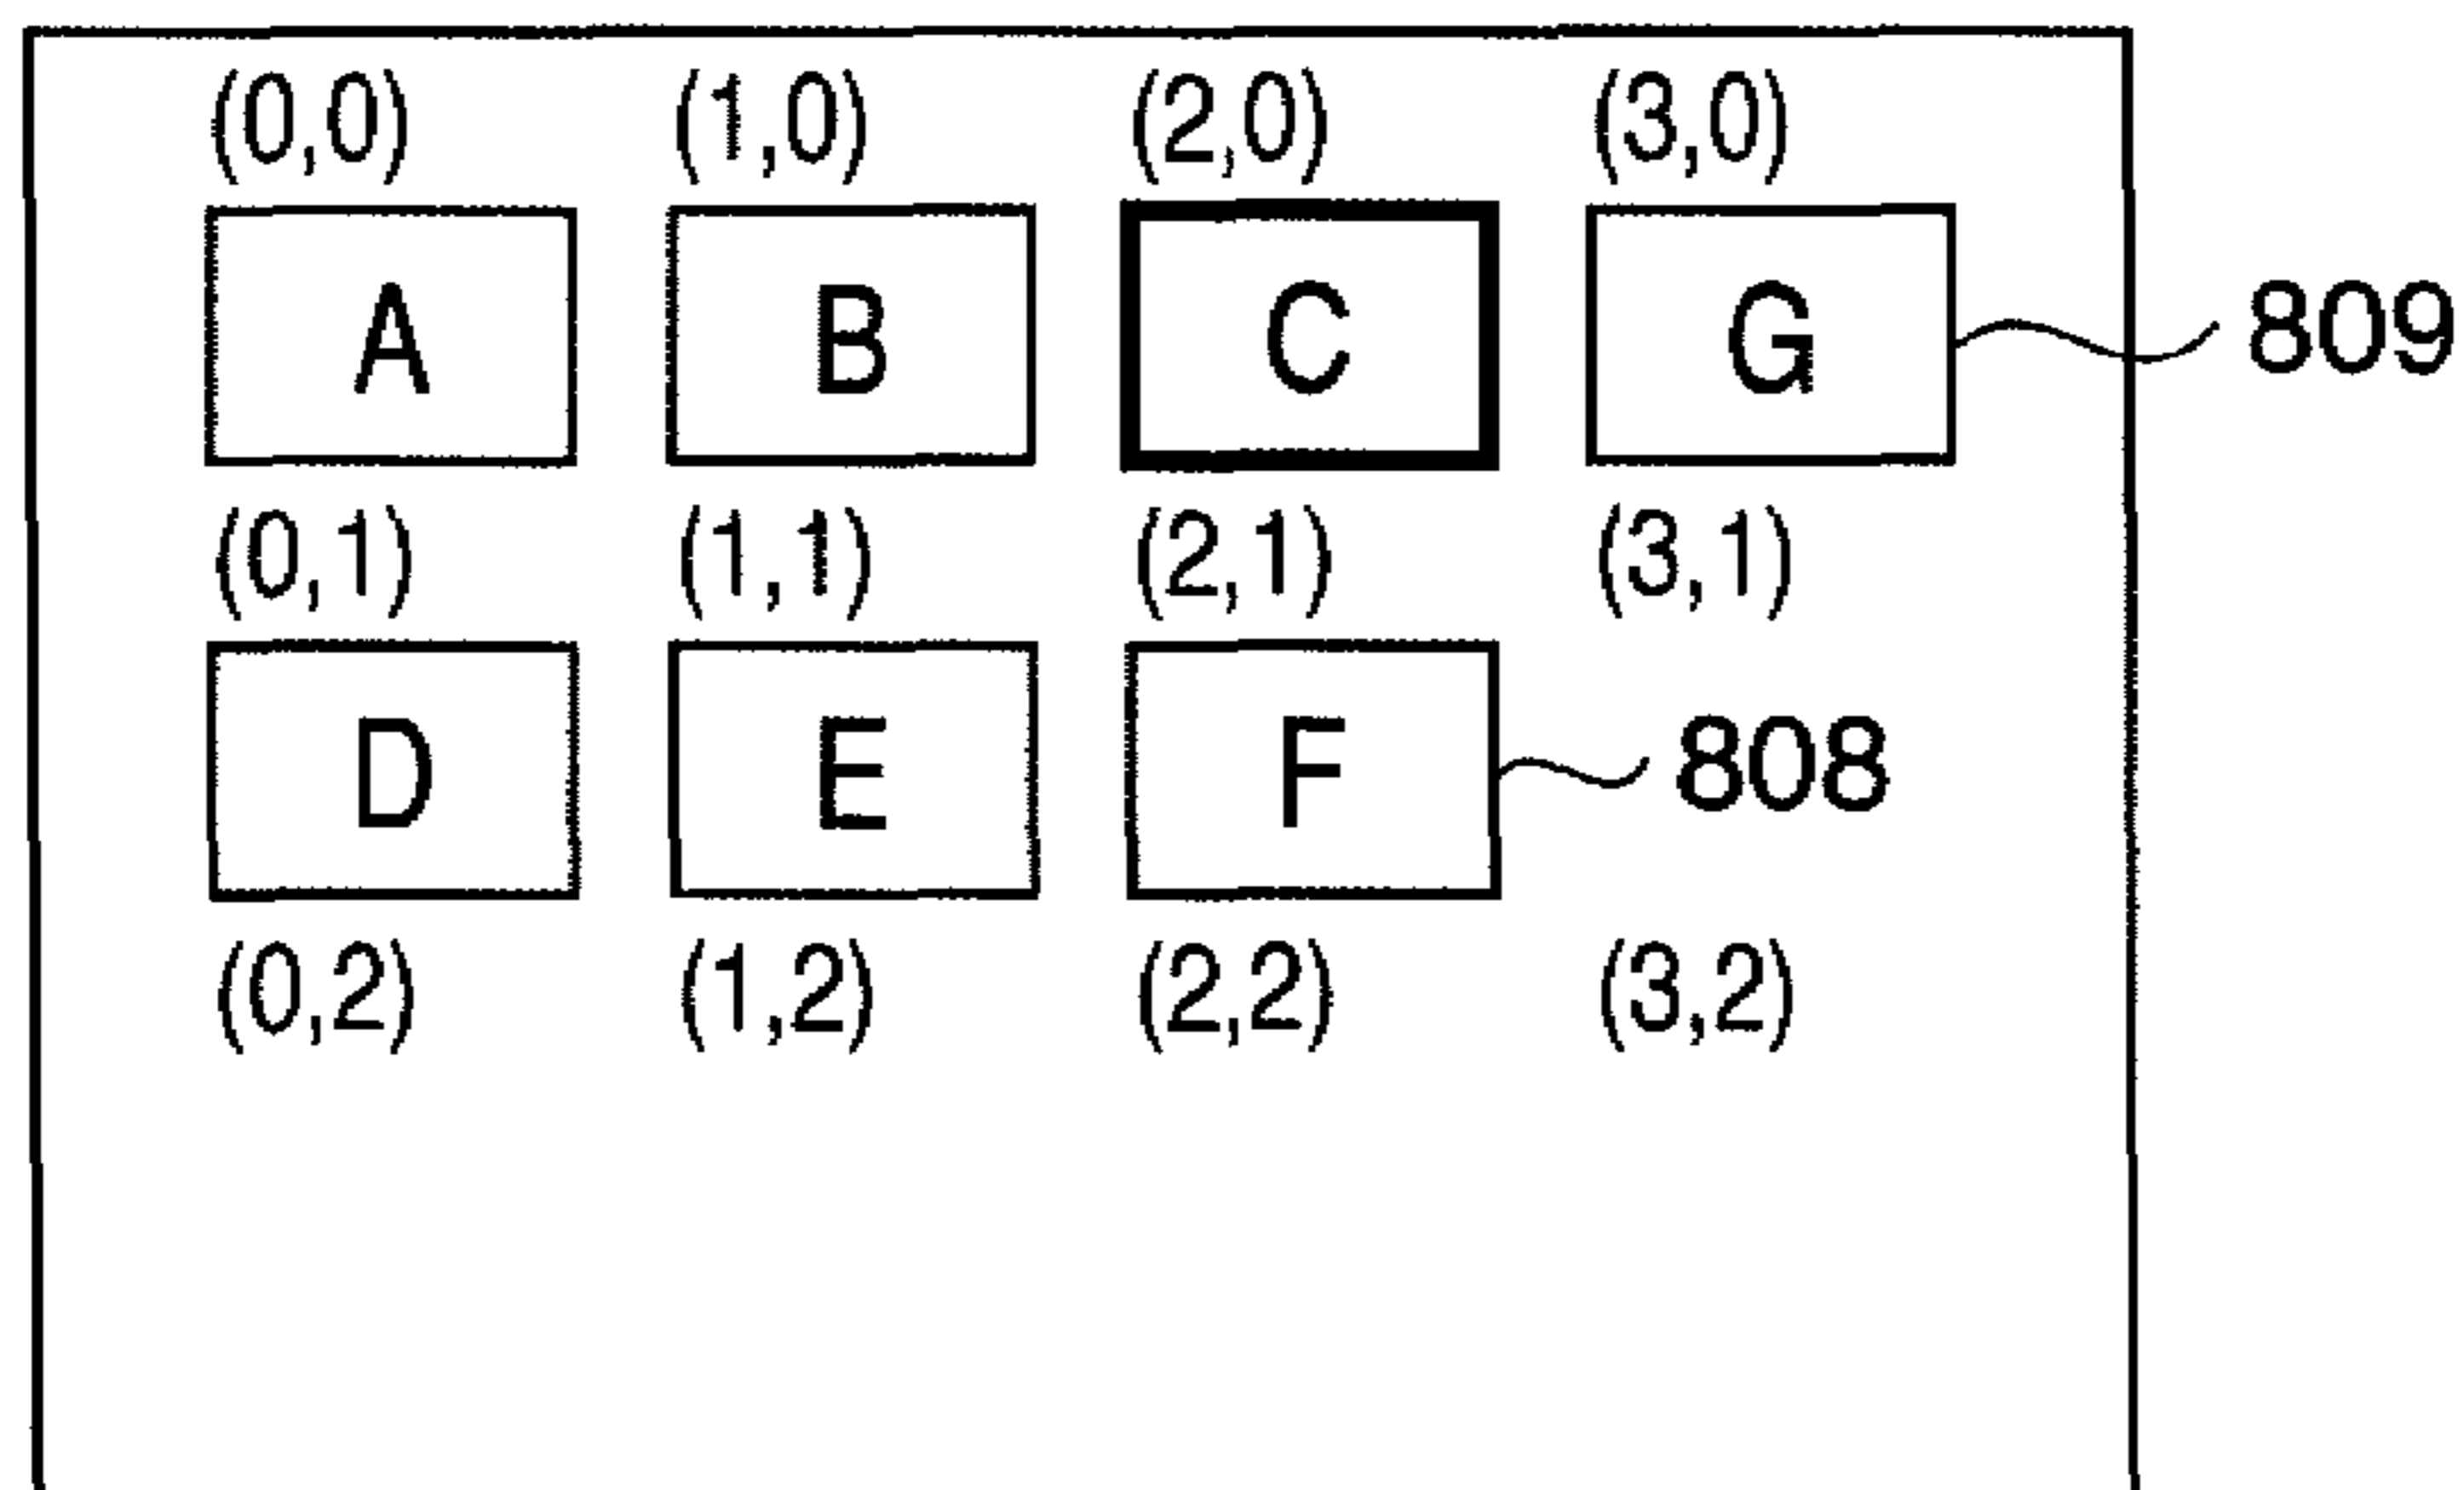 (0,0) (1,0) (2,0) (3,0)
A B C G 809
(0,1) (1,1) (2,1) (3,1)
D E F 808
(0,2) (1,2) (2,2) (3,2)